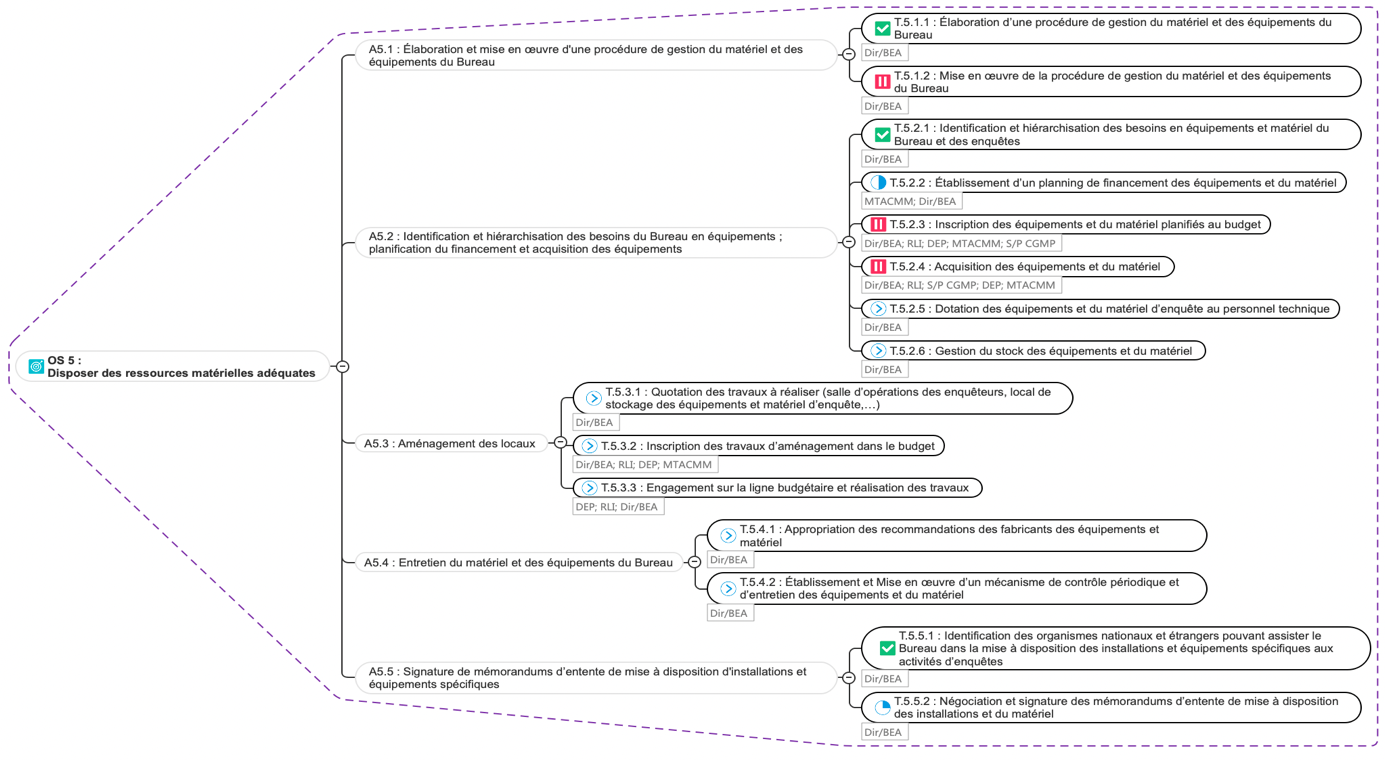 OS 5 :
Disposer des ressources matérielles adéquates
A5.1 : Élaboration et mise en œuvre d'une procédure de gestion du matériel et des
équipements du Bureau
T.5.1.1 : Élaboration d’une procédure de gestion du matériel et des équipements du
Bureau
Dir/BEA
T.5.1.2 : Mise en œuvre de la procédure de gestion du matériel et des équipements
du Bureau
Dir/BEA
A5.2 : Identification et hiérarchisation des besoins du Bureau en équipements ;
planification du financement et acquisition des équipements
T.5.2.1 : Identification et hiérarchisation des besoins en équipements et matériel du
Bureau et des enquêtes
Dir/BEA
T.5.2.2 : Établissement d’un planning de financement des équipements et du matériel
MTACMM; Dir/BEA
T.5.2.3 : Inscription des équipements et du matériel planifiés au budget
Dir/BEA; RLI; DEP; MTACMM; S/P CGMP
T.5.2.4 : Acquisition des équipements et du matériel
Dir/BEA; RLI; S/P CGMP; DEP; MTACMM
T.5.2.5 : Dotation des équipements et du matériel d’enquête au personnel technique
Dir/BEA
T.5.2.6 : Gestion du stock des équipements et du matériel
Dir/BEA
A5.3 : Aménagement des locaux
T.5.3.1 : Quotation des travaux à réaliser (salle d’opérations des enquêteurs, local de
stockage des équipements et matériel d’enquête,…)
Dir/BEA
T.5.3.2 : Inscription des travaux d’aménagement dans le budget
Dir/BEA; RLI; DEP; MTACMM
T.5.3.3 : Engagement sur la ligne budgétaire et réalisation des travaux
DEP; RLI; Dir/BEA
A5.4 : Entretien du matériel et des équipements du Bureau
T.5.4.1 : Appropriation des recommandations des fabricants des équipements et
matériel
Dir/BEA
T.5.4.2 : Établissement et Mise en œuvre d’un mécanisme de contrôle périodique et
d’entretien des équipements et du matériel
Dir/BEA
A5.5 : Signature de mémorandums d’entente de mise à disposition d'installations et
équipements spécifiques
T.5.5.1 : Identification des organismes nationaux et étrangers pouvant assister le
Bureau dans la mise à disposition des installations et équipements spécifiques aux
activités d’enquêtes
Dir/BEA
T.5.5.2 : Négociation et signature des mémorandums d’entente de mise à disposition
des installations et du matériel
Dir/BEA